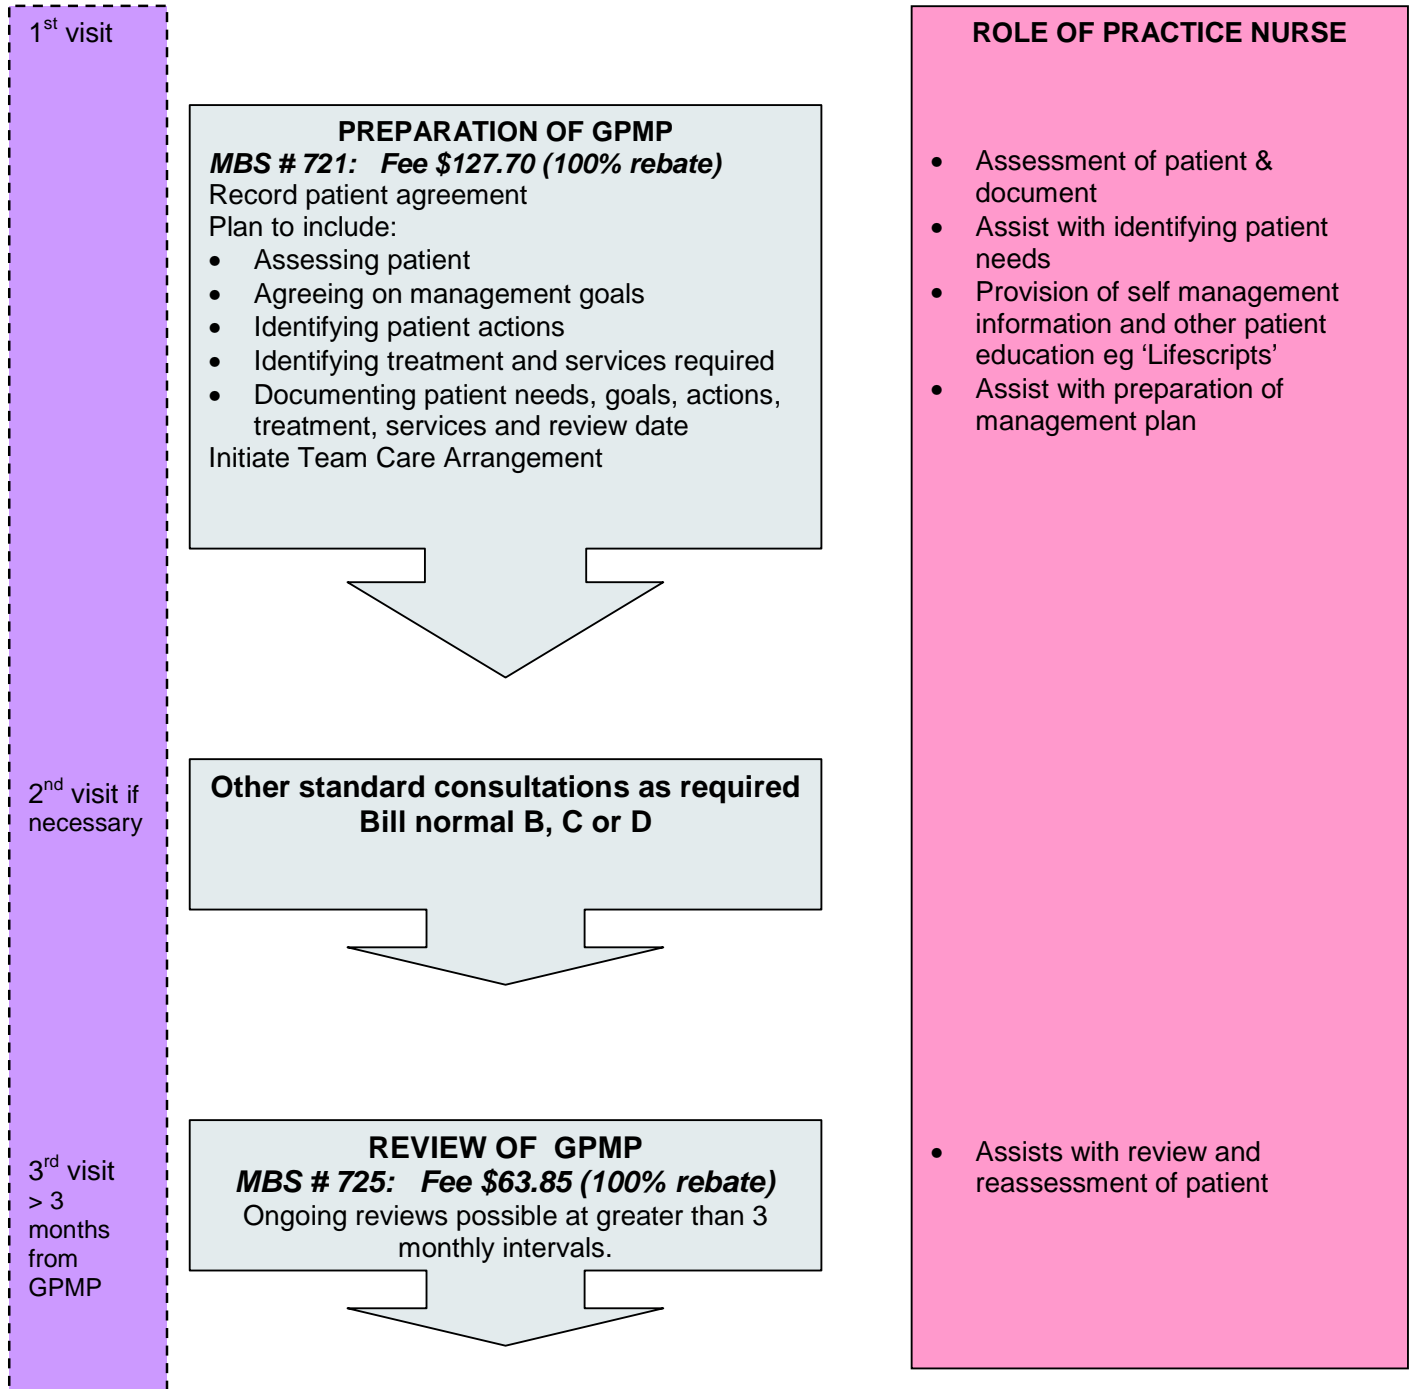 1st visit
ROLE OF PRACTICE NURSE
PREPARATION OF GPMP
MBS # 721: Fee $127.70 (100% rebate)
Record patient agreement
Plan to include:
• Assessing patient
• Agreeing on management goals
• Identifying patient actions
• Identifying treatment and services required
• Documenting patient needs, goals, actions,
treatment, services and review date
Initiate Team Care Arrangement
• Assessment of patient &
document
• Assist with identifying patient
needs
• Provision of self management
information and other patient
education eg ‘Lifescripts’
• Assist with preparation of
management plan
2nd visit if
necessary
Other standard consultations as required
Bill normal B, C or D
3rd visit
> 3
months
from
GPMP
REVIEW OF GPMP
MBS # 725: Fee $63.85 (100% rebate)
Ongoing reviews possible at greater than 3
monthly intervals.
• Assists with review and
reassessment of patient